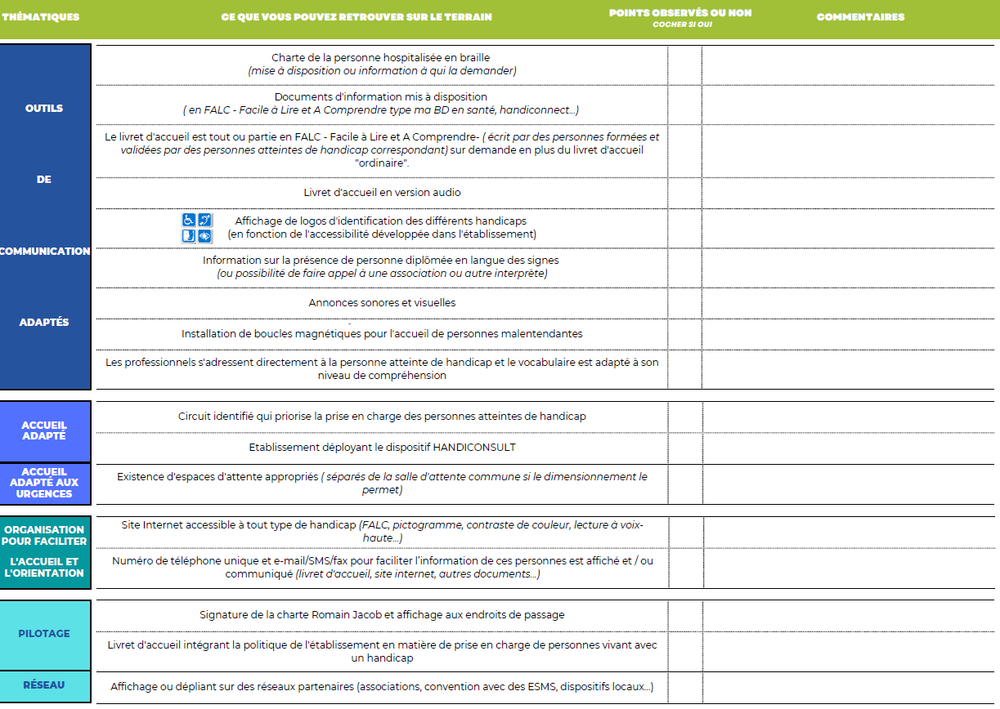 THÉMATIQUES
CE QUE VOUS POUVEZ RETROUVER SUR LE TERRAIN
POINTS OBSERVÉS OU NON
COCHER SI OUI
COMMENTAIRES
OUTILS
DE
COMMUNICATION
ADAPTÉS
Charte de la personne hospitalisée en braille
(mise à disposition ou information à qui la demander)
Documents d'information mis à disposition
( en FALC - Facile à Lire et A Comprendre type ma BD en santé, handiconnect...)
Le livret d'accueil est tout ou partie en FALC - Facile à Lire et A Comprendre- ( écrit par des personnes formées et
validées par des personnes atteintes de handicap correspondant) sur demande en plus du livret d'accueil
"ordinaire".
Livret d'accueil en version audio
Affichage de logos d'identification des différents handicaps
(en fonction de l'accessibilité développée dans l'établissement)
Information sur la présence de personne diplômée en langue des signes
(ou possibilité de faire appel à une association ou autre interprète)
Annonces sonores et visuelles
Installation de boucles magnétiques pour l'accueil de personnes malentendantes
Les professionnels s'adressent directement à la personne atteinte de handicap et le vocabulaire est adapté à son
niveau de compréhension
ACCUEIL
ADAPTÉ
Circuit identifié qui priorise la prise en charge des personnes atteintes de handicap
Etablissement déployant le dispositif HANDICONSULT
ACCUEIL
ADAPTÉ AUX
URGENCES
Existence d'espaces d'attente appropriés ( séparés de la salle d'attente commune si le dimensionnement le
permet)
ORGANISATION
POUR FACILITER
L'ACCUEIL ET
L'ORIENTATION
Site Internet accessible à tout type de handicap (FALC, pictogramme, contraste de couleur, lecture à voix-
haute...)
Numéro de téléphone unique et e-mail/SMS/fax pour faciliter l'information de ces personnes est affiché et / ou
communiqué (livret d'accueil, site internet, autres documents...)
PILOTAGE
Signature de la charte Romain Jacob et affichage aux endroits de passage
Livret d'accueil intégrant la politique de l'établissement en matière de prise en charge de personnes vivant avec
un handicap
RÉSEAU
Affichage ou dépliant sur des réseaux partenaires (associations, convention avec des ESMS, dispositifs locaux...)